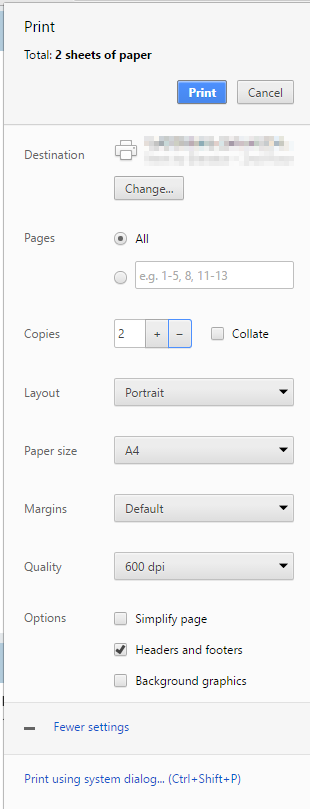 Print
Total: 2 sheets of paper
Print Cancel
Destination
Change...
Pages All
e.g. 1-5, 8, 11-13
Copies 2 + − Collate
Layout Portrait
Paper size A4
Margins Default
Quality 600 dpi
Options Simplify page
Headers and footers
Background graphics
Fewer settings
Print using system dialog... (Ctrl+Shift+P)